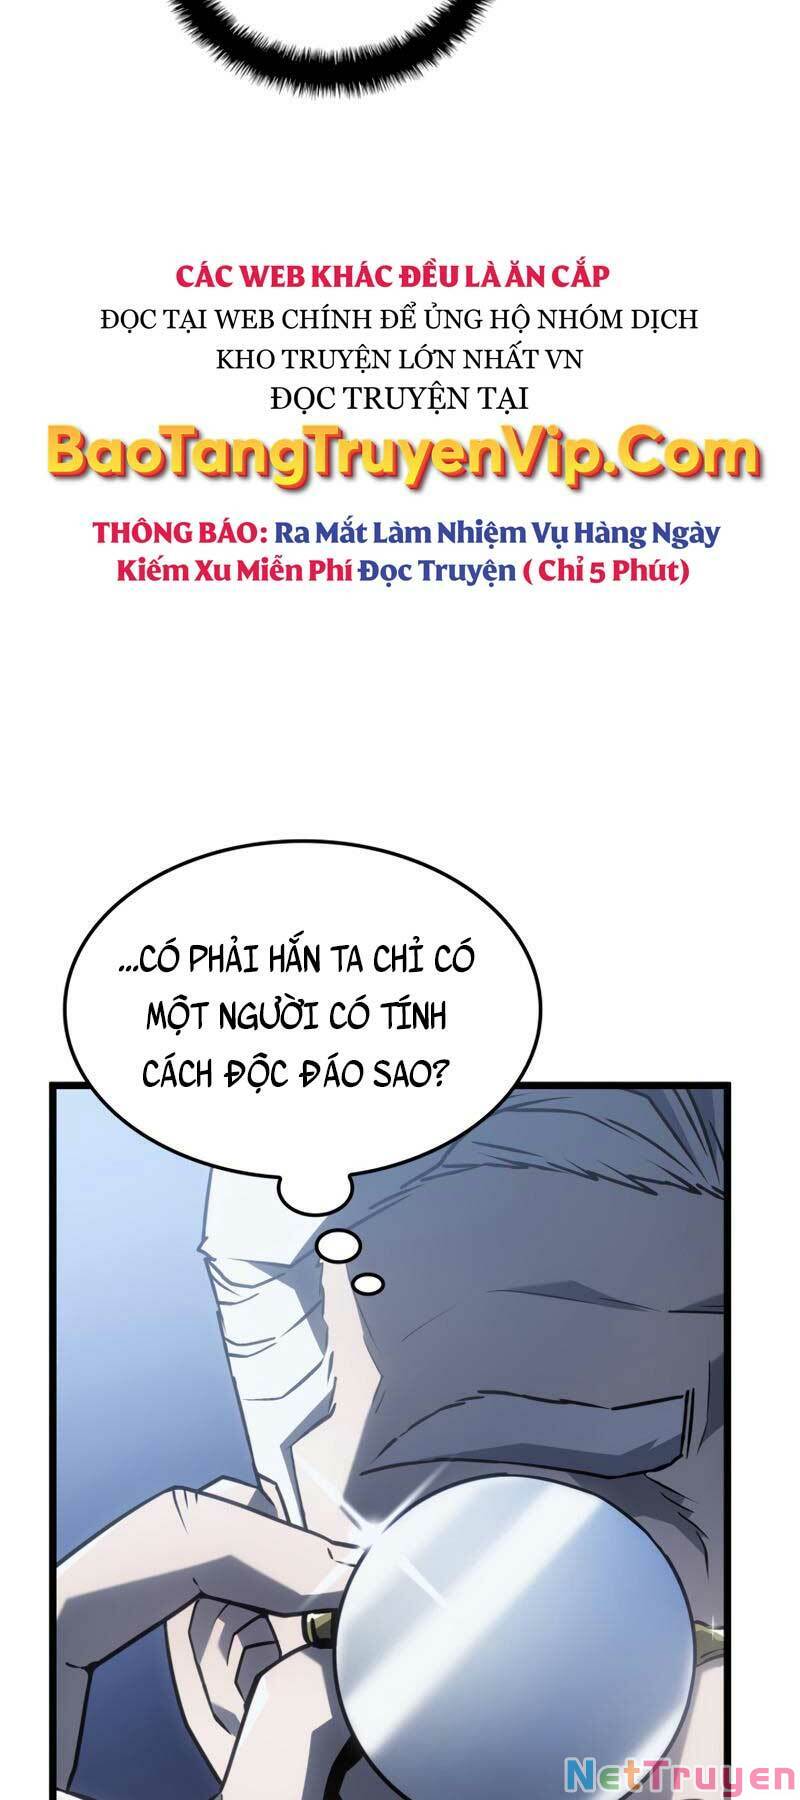 CÁC WEB KHÁC ĐỀU LÀ ĂN CẮP
ĐỌC TẠI WEB CHÍNH ĐỂ ỦNG HỘ NHÓM DỊCH
KHO TRUYỆN LỚN NHẤT VN
ĐỌC TRUYỆN TẠI
BaoTangTruyenVip.Com
THÔNG BÁO: Ra Mắt Làm Nhiệm Vụ Hàng Ngày
Kiếm Xu Miễn Phí Đọc Truyện ( Chỉ 5 Phút)
...CÓ PHẢI HẮN TA CHỈ CÓ
MỘT NGƯỜI CÓ TÍNH
CÁCH ĐỘC ĐÁO SAO?
NetTruyen